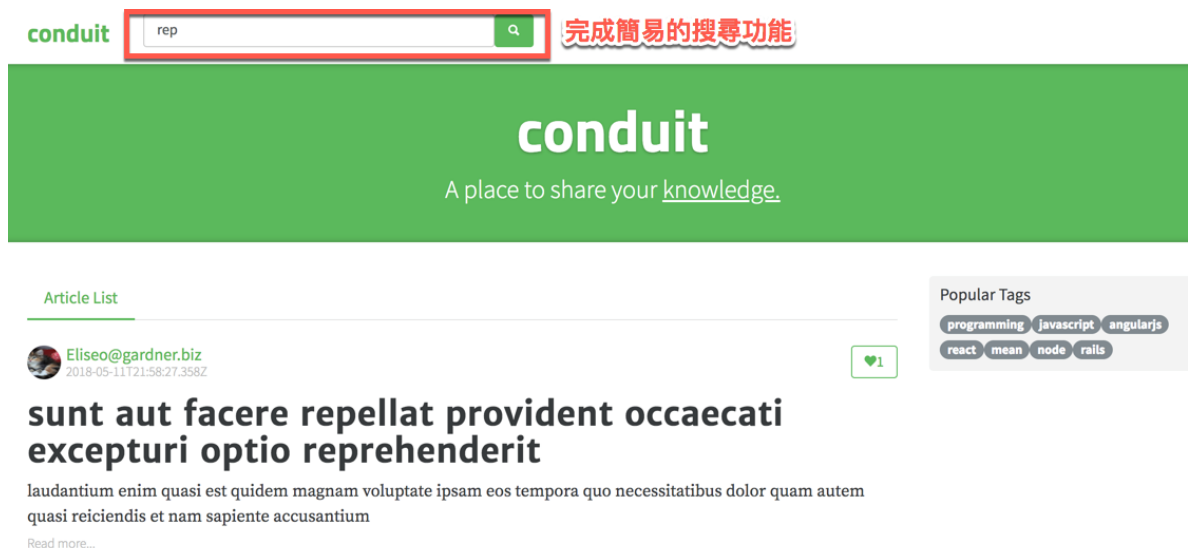 conduit
rep
完成簡易的搜尋功能
conduit
A place to share your knowledge.
Article List
Popular Tags
programming javascript angularjs
react mean node rails
Eliseo@gardner.biz
2018-05-11T21:58:27.358Z
1
sunt aut facere repellat provident occaecati
excepturi optio reprehenderit
laudantium enim quasi est quidem magnam voluptate ipsam eos tempora quo necessitatibus dolor quam autem
quasi reiciendis et nam sapiente accusantium
Read more...